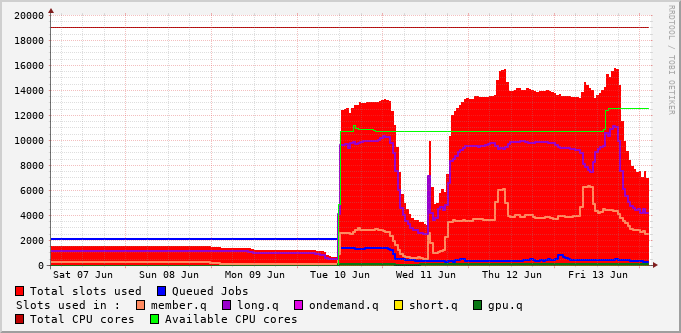 20000
18000
16000
14000
12000
10000
8000
6000
4000
2000
0
Sat 07 Jun Sun 08 Jun Mon 09 Jun Tue 10 Jun Wed 11 Jun Thu 12 Jun Fri 13 Jun
Total slots used Queued Jobs
Slots used in : member.q long.q ondemand.q short.q gpu.q
Total CPU cores Available CPU cores
RRDTOOL / TOBI OETIKER